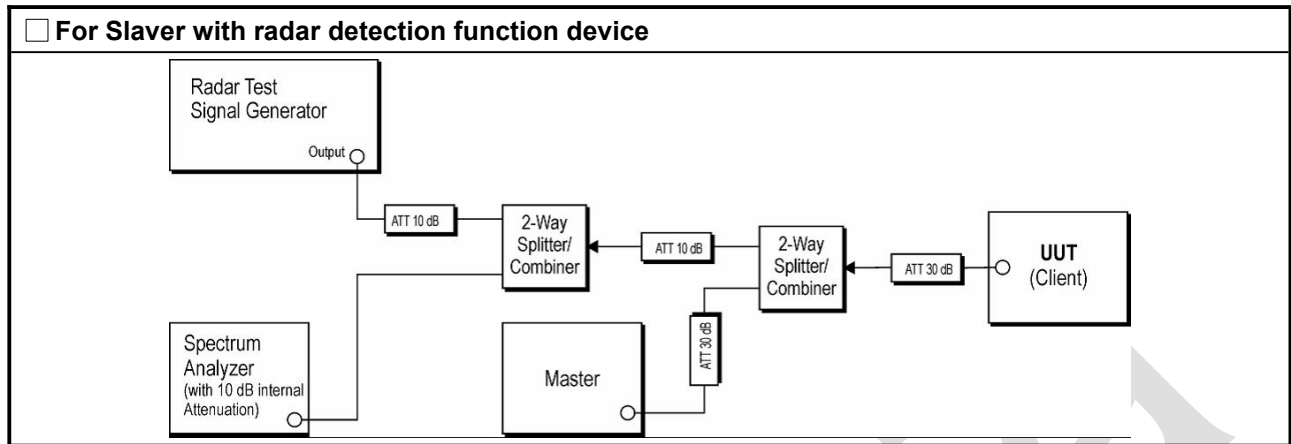 ☐ For Slaver with radar detection function device
Radar Test
Signal Generator
Output
ATT 10 dB
2-Way
Splitter/
Combiner
ATT 10 dB
2-Way
Splitter/
Combiner
ATT 30 dB
UUT
(Client)
Spectrum
Analyzer
(with 10 dB internal
Attenuation)
Master
ATT 30 dB